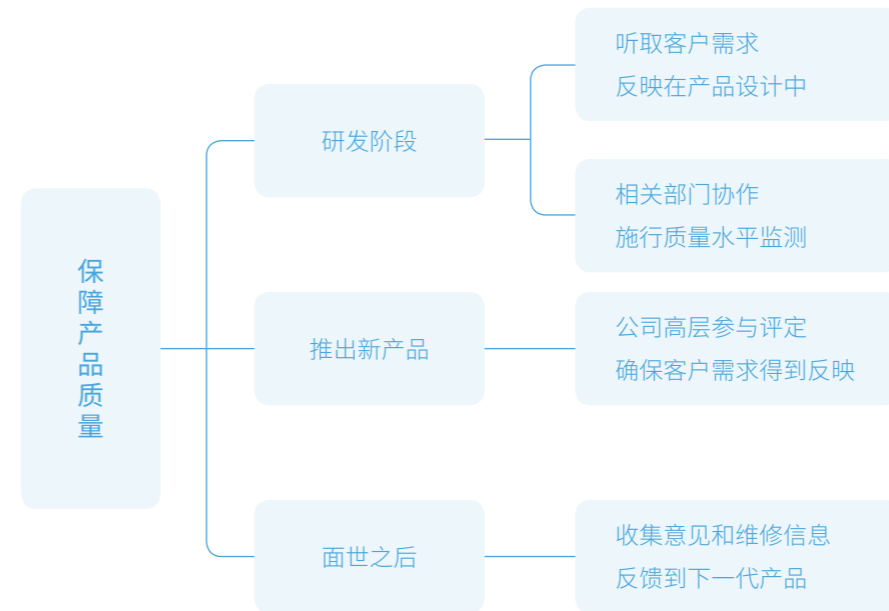 保障产品质量
研发阶段
听取客户需求
反映在产品设计中
相关部门协作
施行质量水平监测
推出新产品
公司高层参与评定
确保客户需求得到反映
面世之后
收集意见和维修信息
反馈到下一代产品